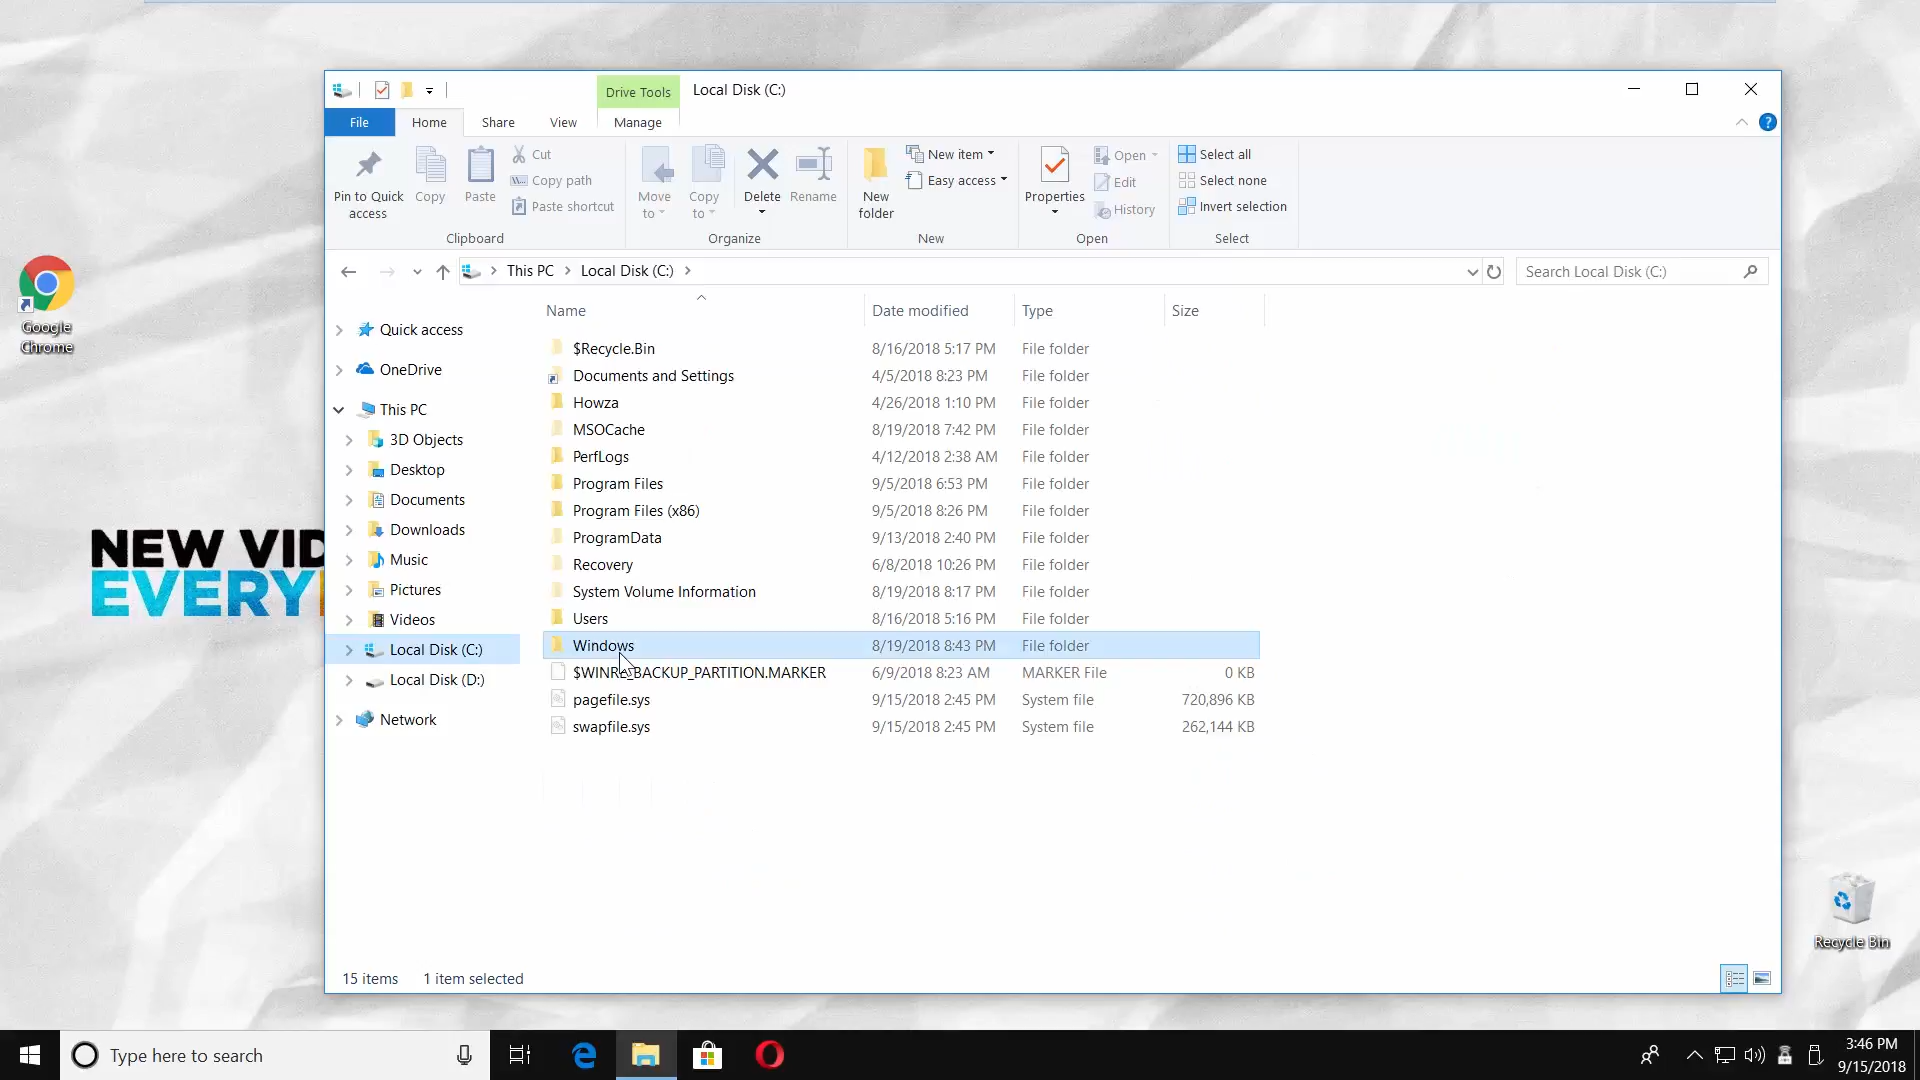 Drive Tools
Local Disk (C:)
File
Home
Share
View
Manage
Pin to Quick
access
Copy
Paste
Cut
Copy path
Paste shortcut
Clipboard
Move
to
Copy
to
Delete
Rename
Organize
New
folder
New item
Easy access
New
Properties
Open
Edit
History
Open
Select all
Select none
Invert selection
Select
This PC
Local Disk (C:)
Search Local Disk (C:)
Google
Chrome
Quick access
OneDrive
This PC
3D Objects
Desktop
Documents
Downloads
Music
Pictures
Videos
Local Disk (C:)
Local Disk (D:)
Network
NEW VID
EVERY
Name Date modified Type Size
$Recycle.Bin 8/16/2018 5:17 PM File folder
Documents and Settings 4/5/2018 8:23 PM File folder
Howza 4/26/2018 1:10 PM File folder
MSOCache 8/19/2018 7:42 PM File folder
PerfLogs 4/12/2018 2:38 AM File folder
Program Files 9/5/2018 6:53 PM File folder
Program Files (x86) 9/5/2018 8:26 PM File folder
ProgramData 9/13/2018 2:40 PM File folder
Recovery 6/8/2018 10:26 PM File folder
System Volume Information 8/19/2018 8:17 PM File folder
Users 8/16/2018 5:16 PM File folder
Windows 8/19/2018 8:43 PM File folder
$WINRE_BACKUP_PARTITION.MARKER 6/9/2018 8:23 AM MARKER File 0 KB
pagefile.sys 9/15/2018 2:45 PM System file 720,896 KB
swapfile.sys 9/15/2018 2:45 PM System file 262,144 KB
15 items 1 item selected
Recycle Bin
Type here to search
3:46 PM
9/15/2018